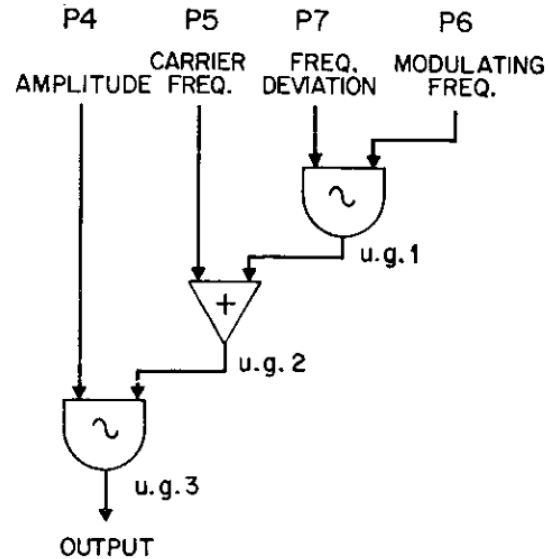 P4 P5 P7 P6
AMPLITUDE
CARRIER
FREQ.
FREQ.
DEVIATION
MODULATING
FREQ.
∿
u.g.1
+
u.g.2
∿
u.g.3
OUTPUT